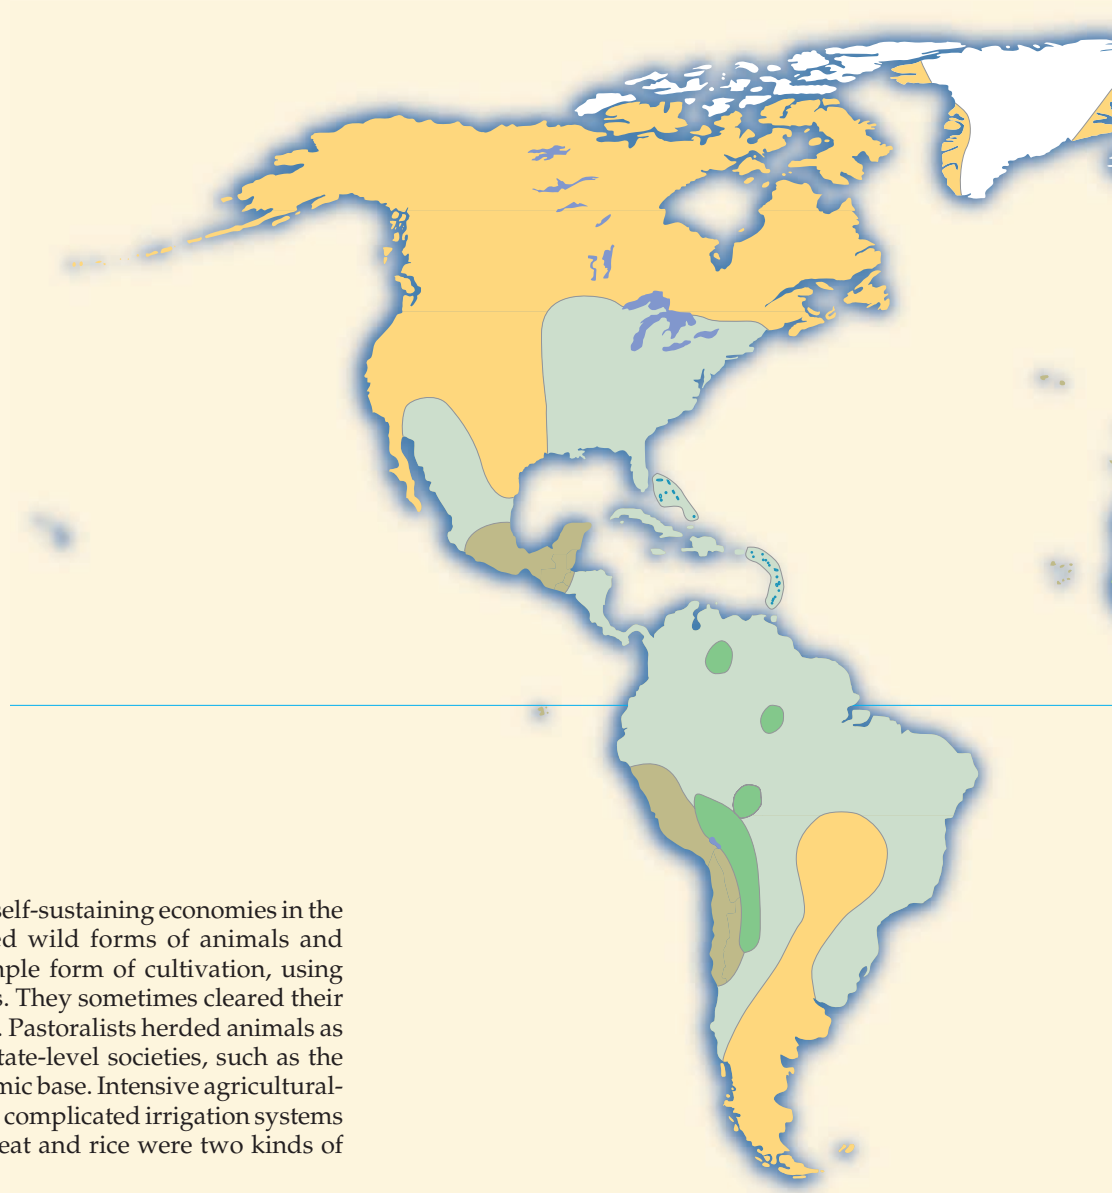 self-sustaining economies in the
ed wild forms of animals and
mple form of cultivation, using
s. They sometimes cleared their
. Pastoralists herded animals as
tate-level societies, such as the
mic base. Intensive agricultural-
complicated irrigation systems
eat and rice were two kinds of